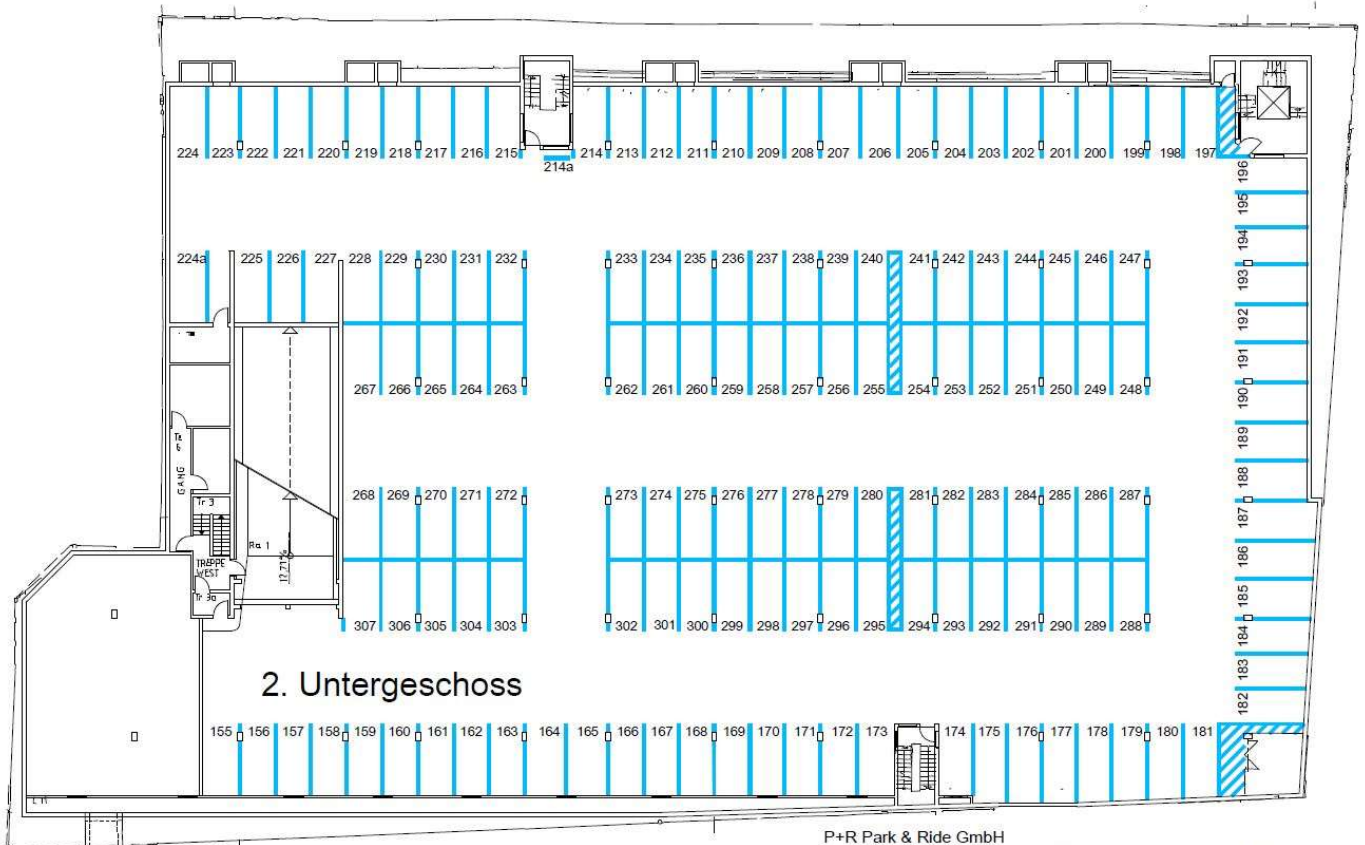 224 223 222 221 220 219 218 217 216 215 214 213 212 211 210 209 208 207 206 205 204 203 202 201 200 199 198 197
214a
196
195
194
193
192
191
190
189
188
187
186
185
184
183
182
224a 225 226 227 228 229 230 231 232 233 234 235 236 237 238 239 240 241 242 243 244 245 246 247
267 266 265 264 263 262 261 260 259 258 257 256 255 254 253 252 251 250 249 248
GANG
Tr 3
268 269 270 271 272 273 274 275 276 277 278 279 280 281 282 283 284 285 286 287
Ra 1
TREPPE
WEST
12,71%
Tr 3a
307 306 305 304 303 302 301 300 299 298 297 296 295 294 293 292 291 290 289 288
2. Untergeschoss
155 156 157 158 159 160 161 162 163 164 165 166 167 168 169 170 171 172 173 174 175 176 177 178 179 180 181
P+R Park & Ride GmbH